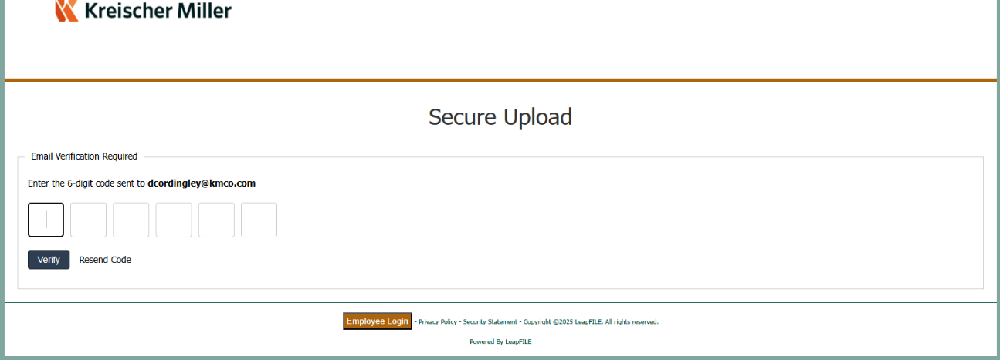 Kreischer Miller
Secure Upload
Email Verification Required
Enter the 6-digit code sent to dcordingley@kmco.com
Verify Resend Code
Employee Login - Privacy Policy - Security Statement - Copyright ©2025 LeapFILE. All rights reserved.
Powered By LeapFILE